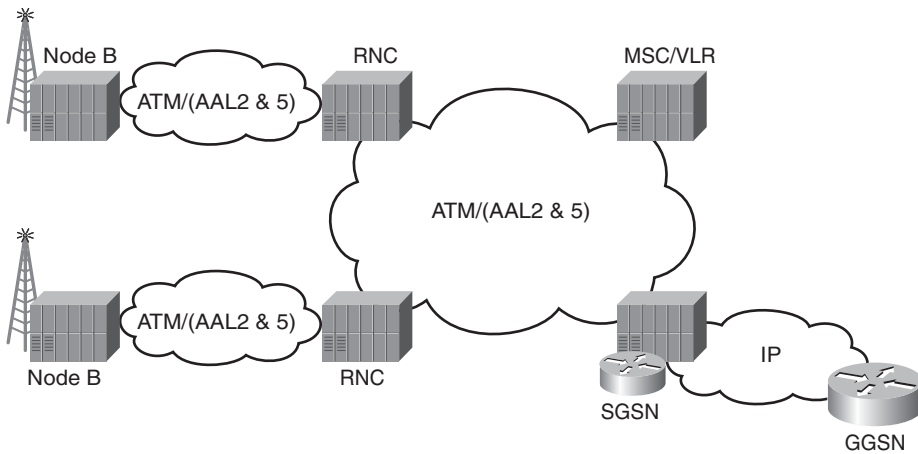 Node B
RNC
MSC/VLR
ATM/(AAL2 & 5)
ATM/(AAL2 & 5)
ATM/(AAL2 & 5)
Node B
RNC
IP
SGSN
GGSN